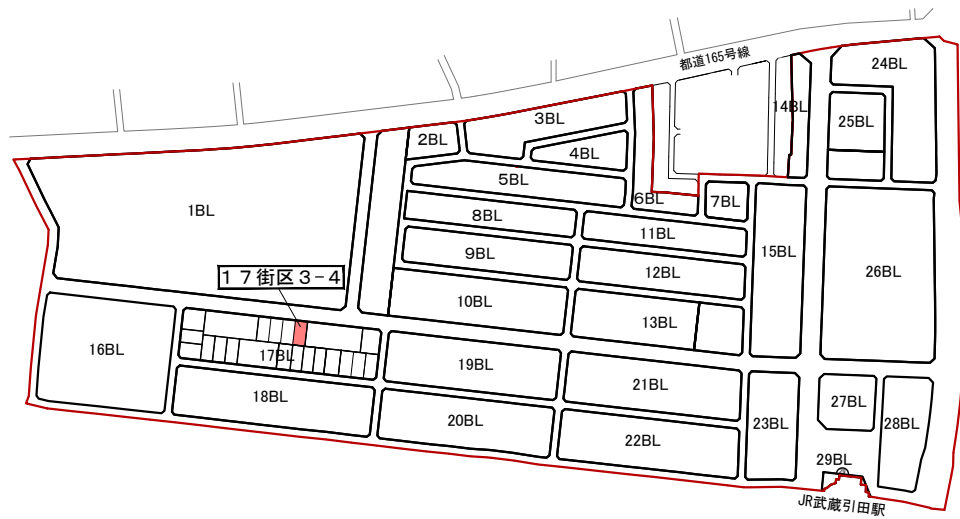 都道165号線
24BL
14BL
3BL
25BL
2BL
4BL
5BL
6BL
7BL
1BL
8BL
11BL
15BL
9BL
12BL
26BL
17街区3-4
10BL
13BL
16BL
17BL
19BL
21BL
18BL
27BL
20BL
23BL
28BL
22BL
29BL
JR武蔵引田駅